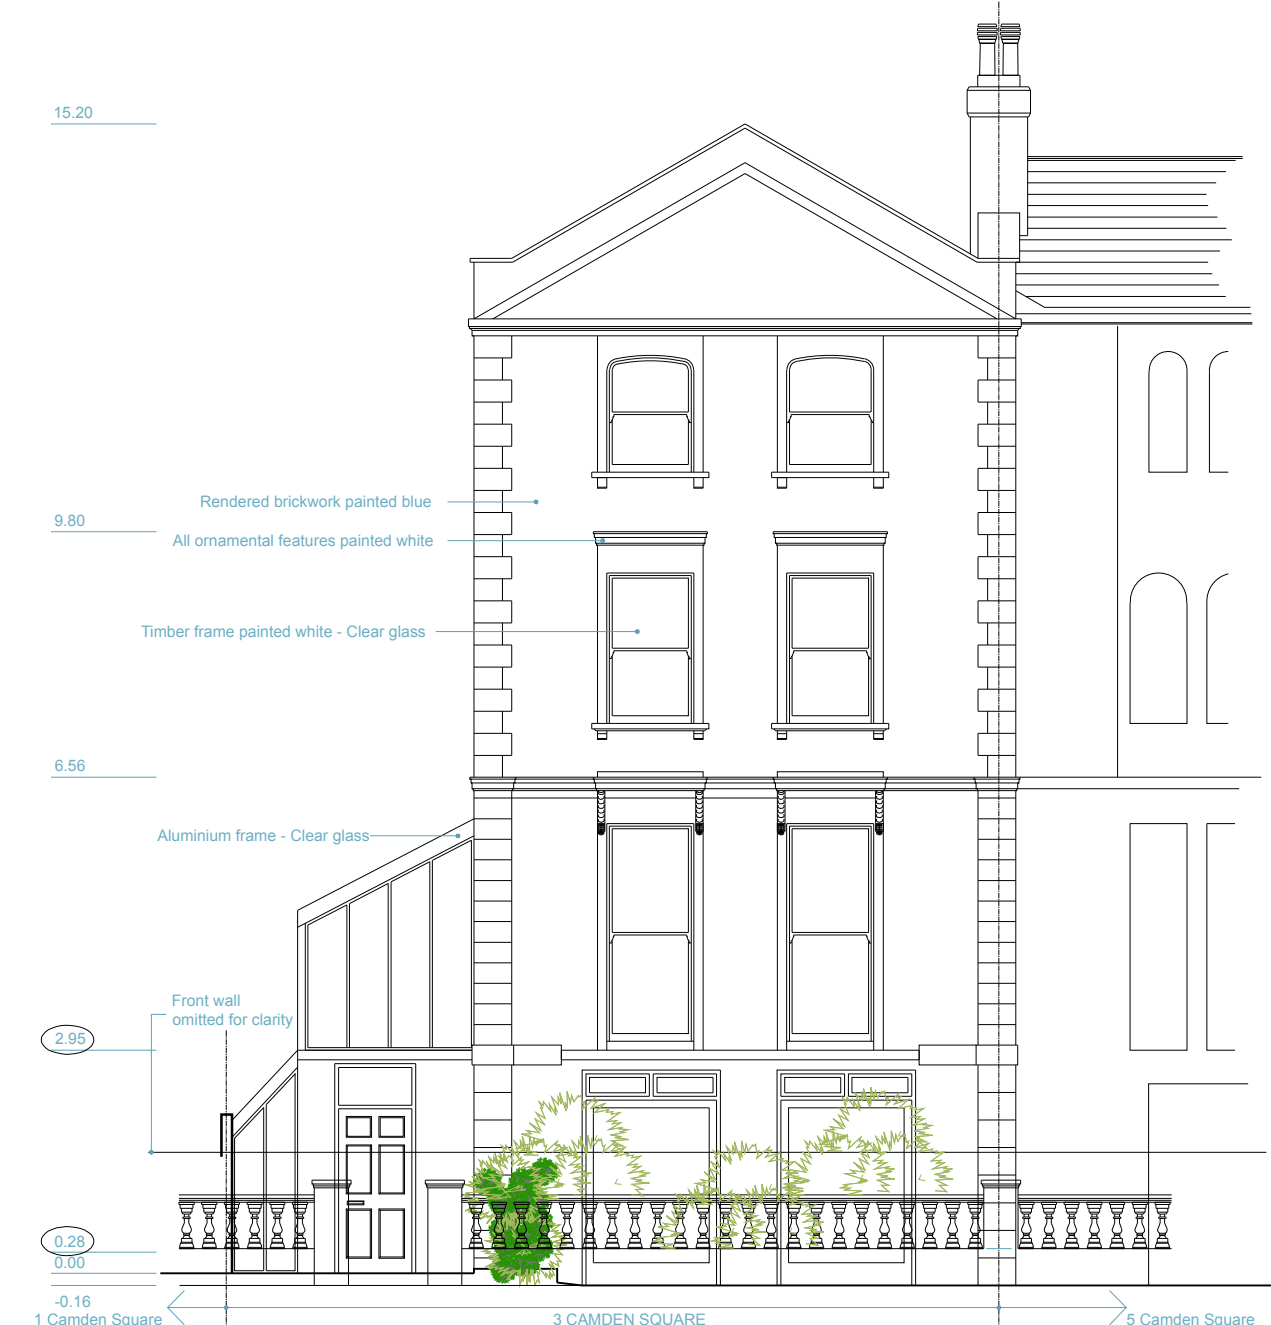 15.20
Rendered brickwork painted blue
9.80
All ornamental features painted white
Timber frame painted white - Clear glass
6.56
Aluminium frame - Clear glass
Front wall
omitted for clarity
2.95
0.28
0.00
-0.16
1 Camden Square
3 CAMDEN SQUARE
5 Camden Square